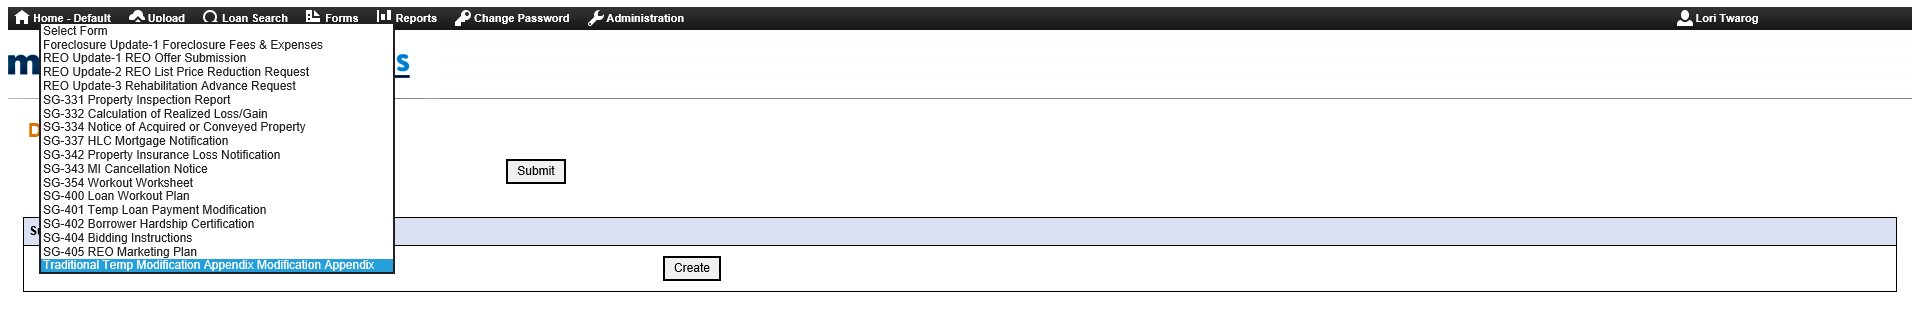 Home - Default Upload Loan Search Forms Reports Change Password Administration Lori Twarog
Select Form
Foreclosure Update-1 Foreclosure Fees & Expenses
REO Update-1 REO Offer Submission
REO Update-2 REO List Price Reduction Request
REO Update-3 Rehabilitation Advance Request
SG-331 Property Inspection Report
SG-332 Calculation of Realized Loss/Gain
SG-334 Notice of Acquired or Conveyed Property
SG-337 HLC Mortgage Notification
SG-342 Property Insurance Loss Notification
SG-343 MI Cancellation Notice
SG-354 Workout Worksheet
SG-400 Loan Workout Plan
SG-401 Temp Loan Payment Modification
SG-402 Borrower Hardship Certification
SG-404 Bidding Instructions
SG-405 REO Marketing Plan
Traditional Temp Modification Appendix Modification Appendix
Submit
Create